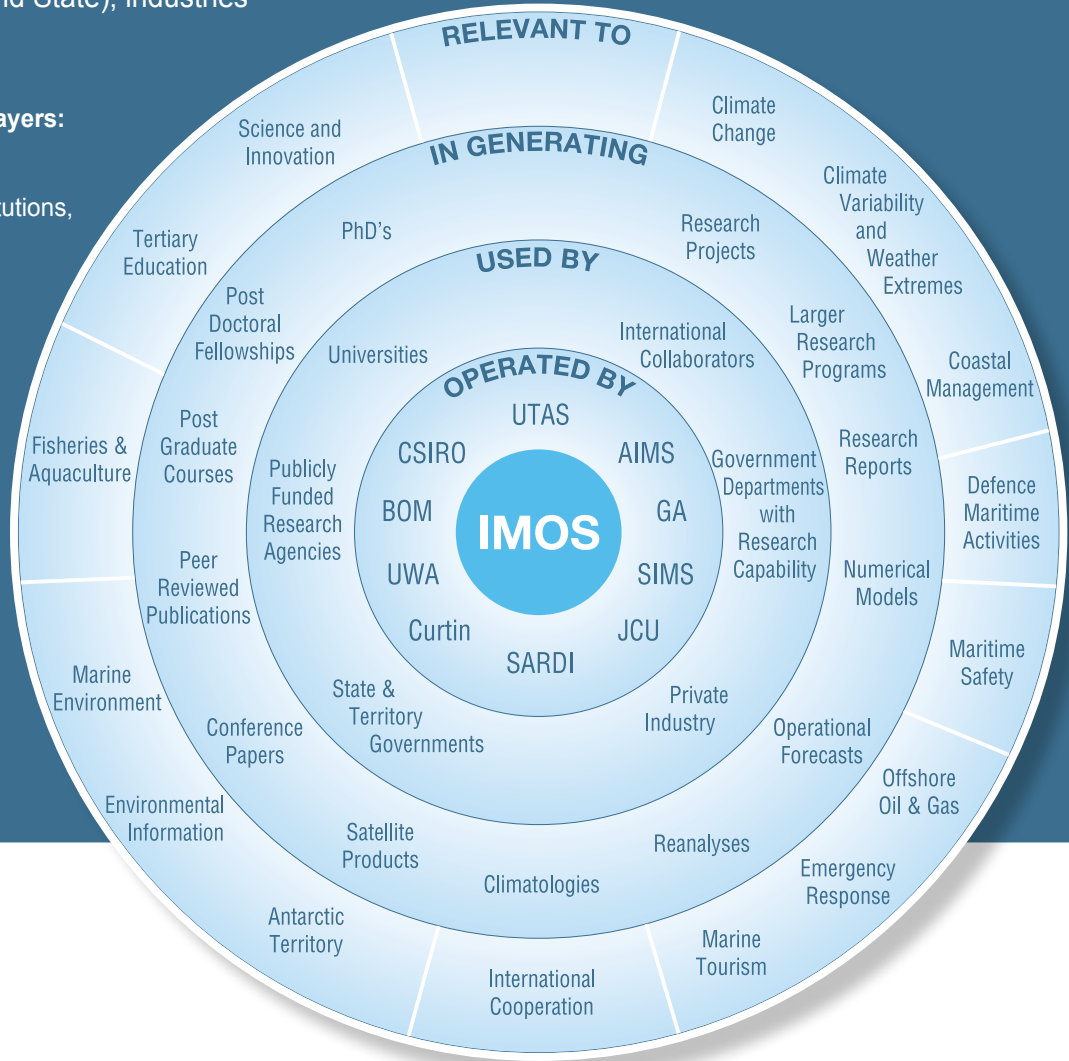 nd State), industries
ayers:
tutions,
RELEVANT TO
Climate
Change
Climate
Variability
and
Weather
Extremes
Coastal
Management
Defence
Maritime
Activities
Maritime
Safety
Offshore
Oil & Gas
Emergency
Response
Marine
Tourism
International
Cooperation
Antarctic
Territory
Environmental
Information
Marine
Environment
Fisheries &
Aquaculture
Tertiary
Education
Science and
Innovation
IN GENERATING
Research
Projects
Larger
Research
Programs
Research
Reports
Numerical
Models
Operational
Forecasts
Reanalyses
Climatologies
Satellite
Products
Conference
Papers
Peer
Reviewed
Publications
Post
Graduate
Courses
Post
Doctoral
Fellowships
PhD's
USED BY
International
Collaborators
Government
Departments
with
Research
Capability
Private
Industry
State &
Territory
Governments
Publicly
Funded
Research
Agencies
Universities
OPERATED BY
UTAS
AIMS
GA
SIMS
JCU
SARDI
Curtin
UWA
BOM
CSIRO
IMOS